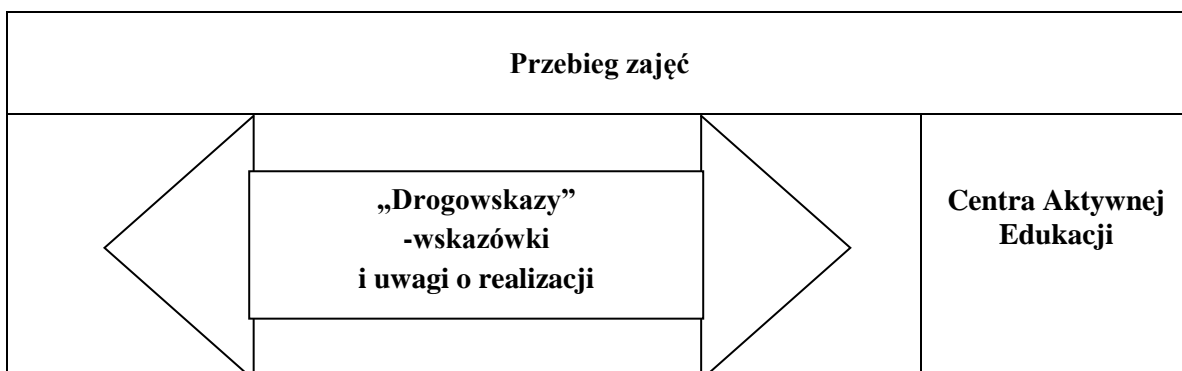 Przebieg zajęć
„Drogowskazy”
-wskazówki
i uwagi o realizacji
Centra Aktywnej
Edukacji